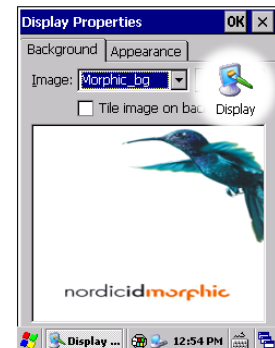 Display Properties OK ×
Background Appearance
Image: Morphic_bg
Tile image on bac
Display
nordicidmorphic
Display ... 12:54 PM